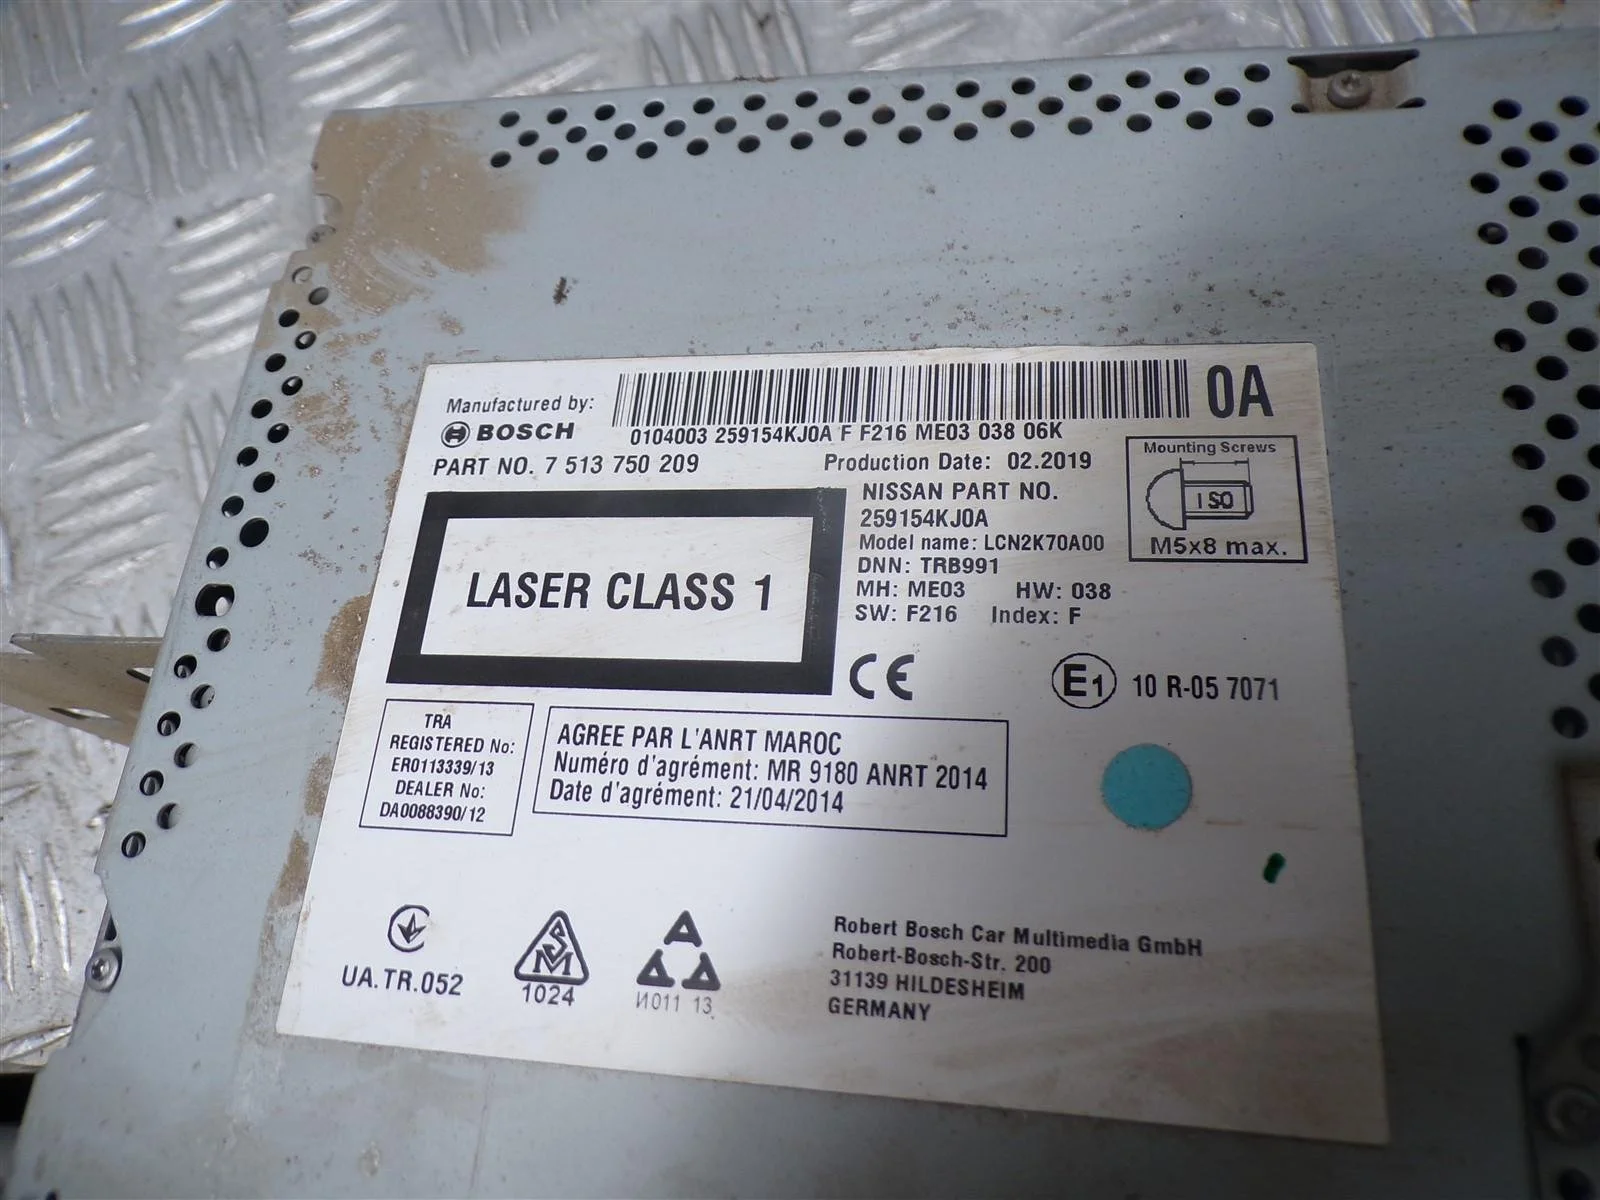 Manufactured by:
BOSCH
0A
0104003 259154KJ0A F F216 ME03 038 06K
PART NO. 7 513 750 209
Production Date: 02.2019
Mounting Screws
ISO
M5x8 max.
NISSAN PART NO.
259154KJ0A
Model name: LCN2K70A00
DNN: TRB991
MH: ME03 HW: 038
SW: F216 Index: F
LASER CLASS 1
CE
E1 10 R-05 7071
TRA
REGISTERED No:
ER0113339/13
DEALER No:
DA0088390/12
AGREE PAR L'ANRT MAROC
Numéro d'agrément: MR 9180 ANRT 2014
Date d'agrément: 21/04/2014
UA.TR.052
SVM
1024
И011 13
Robert Bosch Car Multimedia GmbH
Robert-Bosch-Str. 200
31139 HILDESHEIM
GERMANY